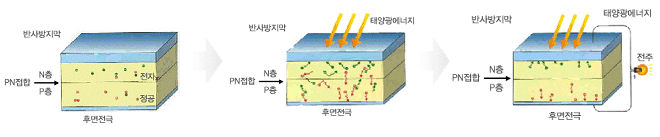 반사방지막
PN접합
N층
P층
전자
정공
후면전극
반사방지막
태양광에너지
PN접합
N층
P층
후면전극
반사방지막
태양광에너지
PN접합
N층
P층
전주
후면전극